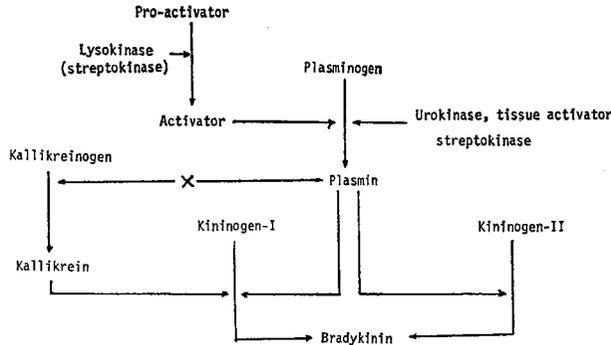 Pro-activator
Lysokinase
(streptokinase)
Plasminogen
Activator
Urokinase, tissue activator
streptokinase
Kallikreinogen
X
Plasmin
Kininogen-I
Kininogen-II
Kallikrein
Bradykinin